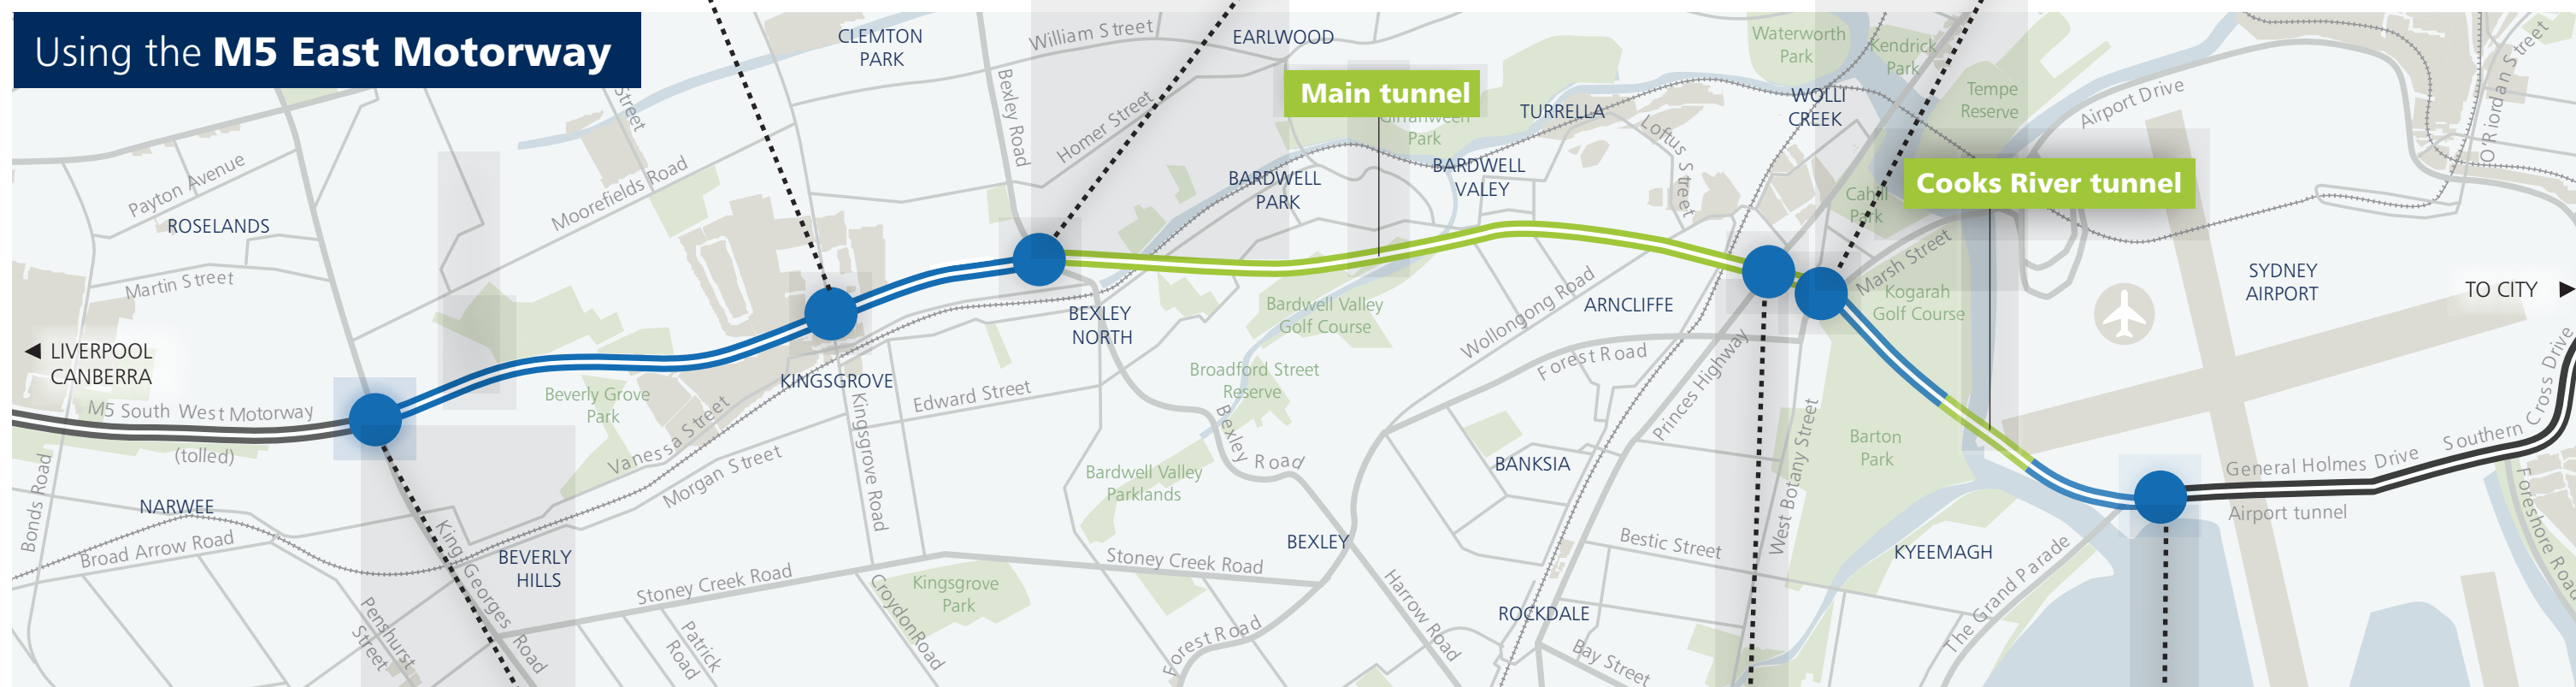 Using the M5 East Motorway
CLEMTON
PARK
William Street
EARLWOOD
Waterworth
Park
Kendrick
Park
O'Riordan Street
Street
Bexley Road
Homer Street
Main tunnel
Girrahween
Park
TURRELLA
WOLLI
CREEK
Tempe
Reserve
Airport Drive
Payton Avenue
Moorefields Road
Loftus Street
BARDWELL
PARK
BARDWELL
VALEY
Cooks River tunnel
Cahill
Park
ROSELANDS
Martin Street
Marsh Street
SYDNEY
AIRPORT
TO CITY
BEXLEY
NORTH
Bardwell Valley
Golf Course
Wollongong Road
ARNCLIFFE
Kogarah
Golf Course
LIVERPOOL
CANBERRA
KINGSGROVE
Broadford Street
Reserve
Forest Road
Princes Highway
Southern Cross Drive
M5 South West Motorway
(tolled)
Beverly Grove
Park
Edward Street
Kingsgrove Road
Vanessa Street
Morgan Street
Bexley Road
West Botany Street
Barton
Park
BANKSIA
General Holmes Drive
Airport tunnel
Foreshore Road
Bonds Road
NARWEE
Bardwell Valley
Parklands
Broad Arrow Road
King Georges Road
BEVERLY
HILLS
BEXLEY
Bestic Street
KYEEMAGH
The Grand Parade
Stoney Creek Road
Stoney Creek Road
Penshurst
Street
Patrick
Road
Croydon Road
Kingsgrove
Park
Forest Road
Harrow Road
ROCKDALE
Bay Street